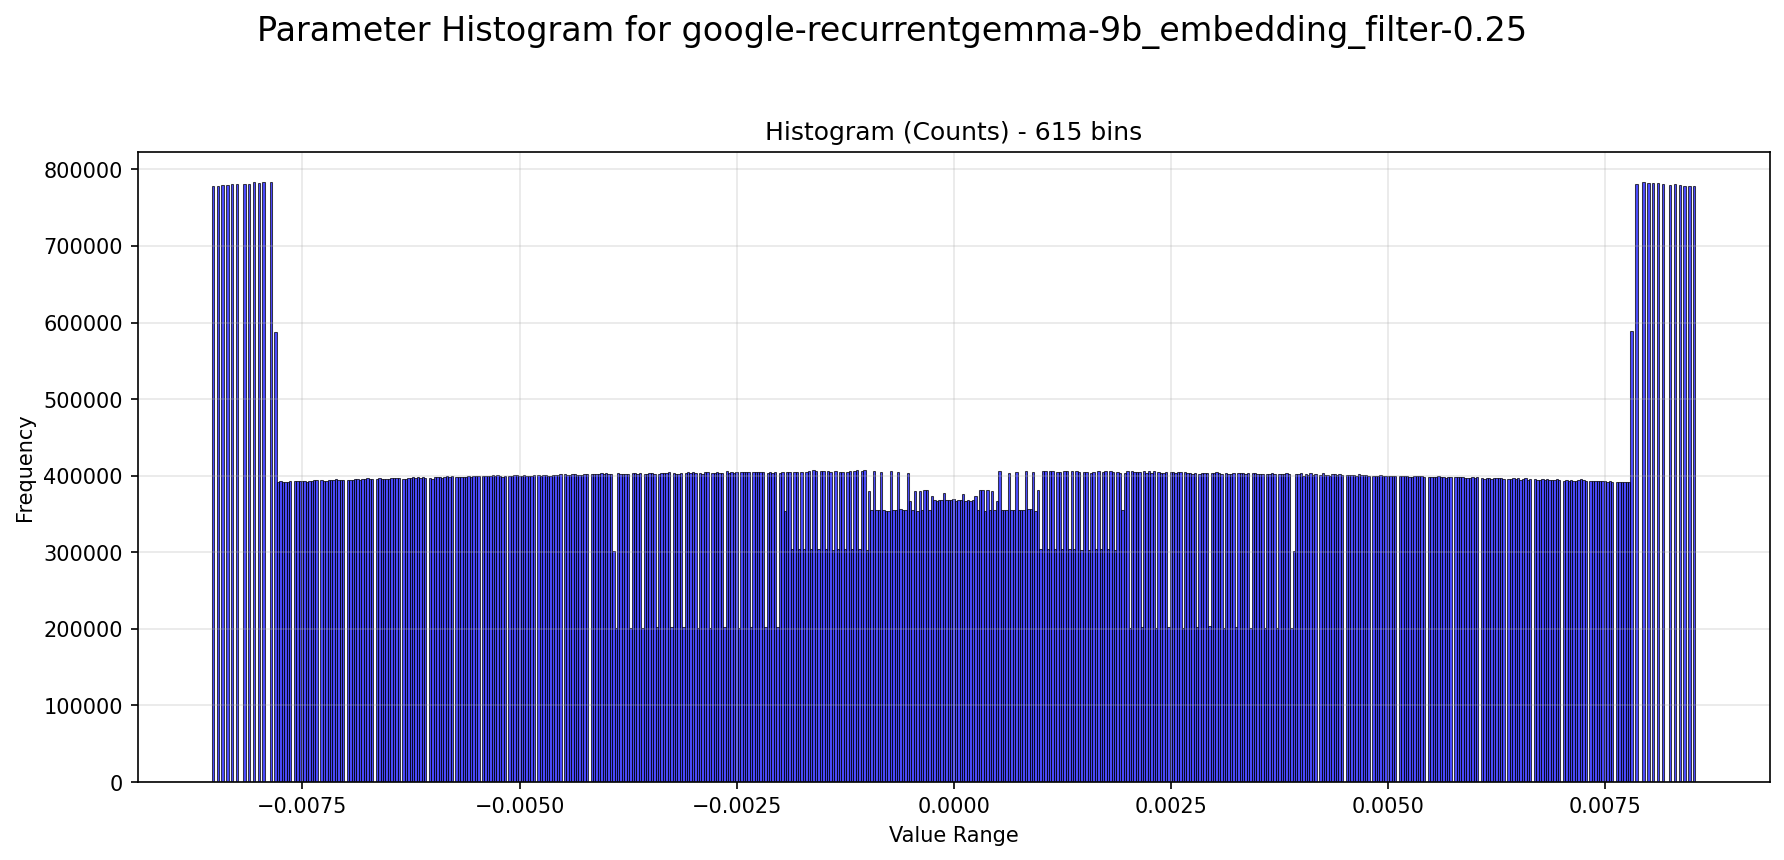 Parameter Histogram for google-recurrentgemma-9b_embedding_filter-0.25
Histogram (Counts) - 615 bins
800000
700000
600000
500000
400000
300000
200000
100000
0
Frequency
−0.0075 −0.0050 −0.0025 0.0000 0.0025 0.0050 0.0075
Value Range